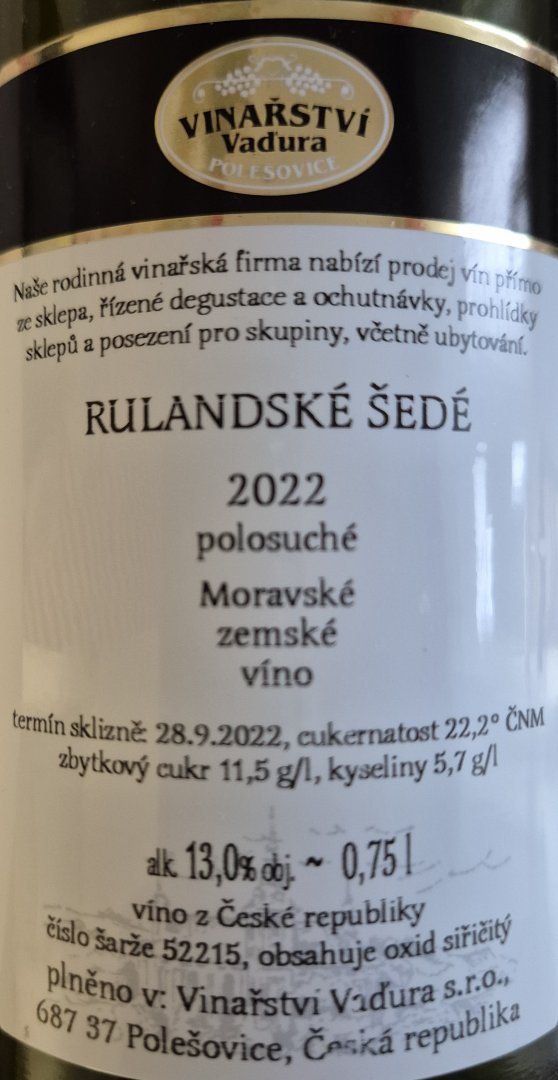 VINAŘSTVÍ
Vaďura
POLEŠOVICE
Naše rodinná vinařská firma nabízí prodej vín přímo
ze sklepa, řízené degustace a ochutnávky, prohlídky
sklepů a posezení pro skupiny, včetně ubytování.
RULANDSKÉ ŠEDÉ
2022
polosuché
Moravské
zemské
víno
termín sklizně: 28.9.2022, cukernatost 22,2° ČNM
zbytkový cukr 11,5 g/l, kyseliny 5,7 g/l
alk. 13,0% obj. ~ 0,75 l
víno z České republiky
číslo šarže 52215, obsahuje oxid siřičitý
plněno v: Vinařství Vaďura s.r.o.,
687 37 Polešovice, Česká republika